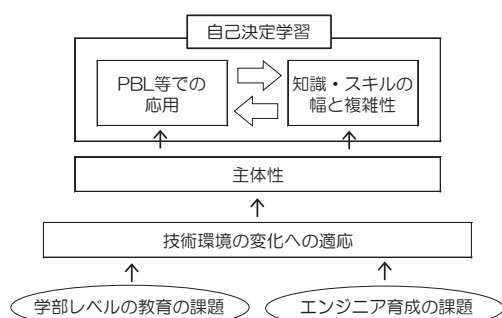 自己決定学習
PBL等での
応用
知識・スキルの
幅と複雑性
主体性
技術環境の変化への適応
学部レベルの教育の課題
エンジニア育成の課題